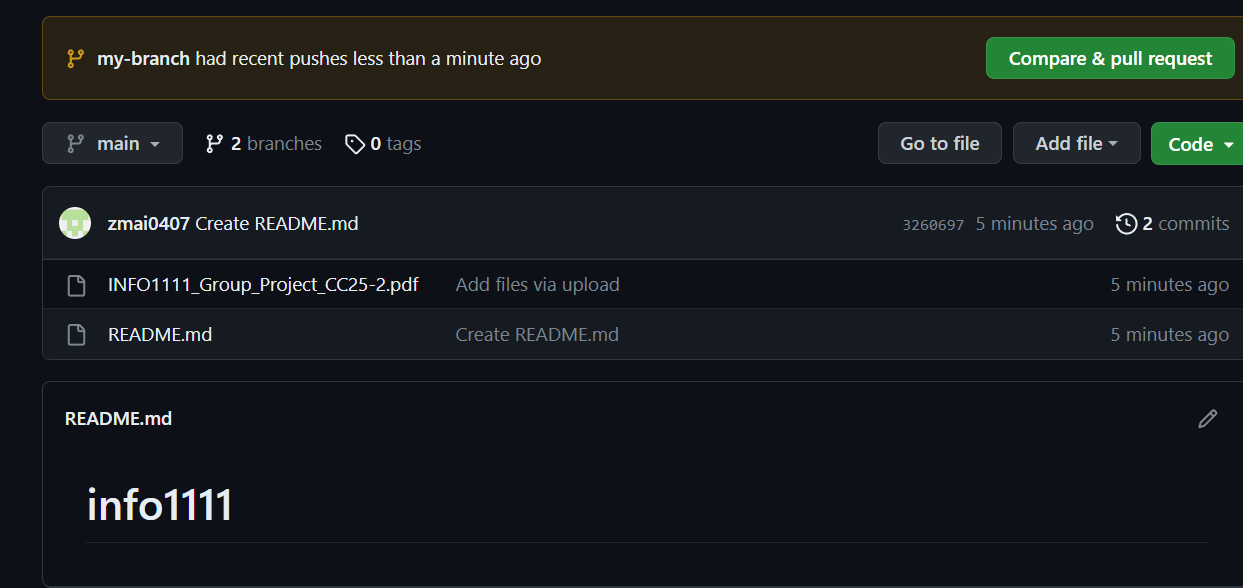 my-branch had recent pushes less than a minute ago
Compare & pull request
main
2 branches
0 tags
Go to file
Add file
Code
zmai0407 Create README.md
3260697 5 minutes ago
2 commits
INFO1111_Group_Project_CC25-2.pdf
Add files via upload
5 minutes ago
README.md
Create README.md
5 minutes ago
README.md
info1111